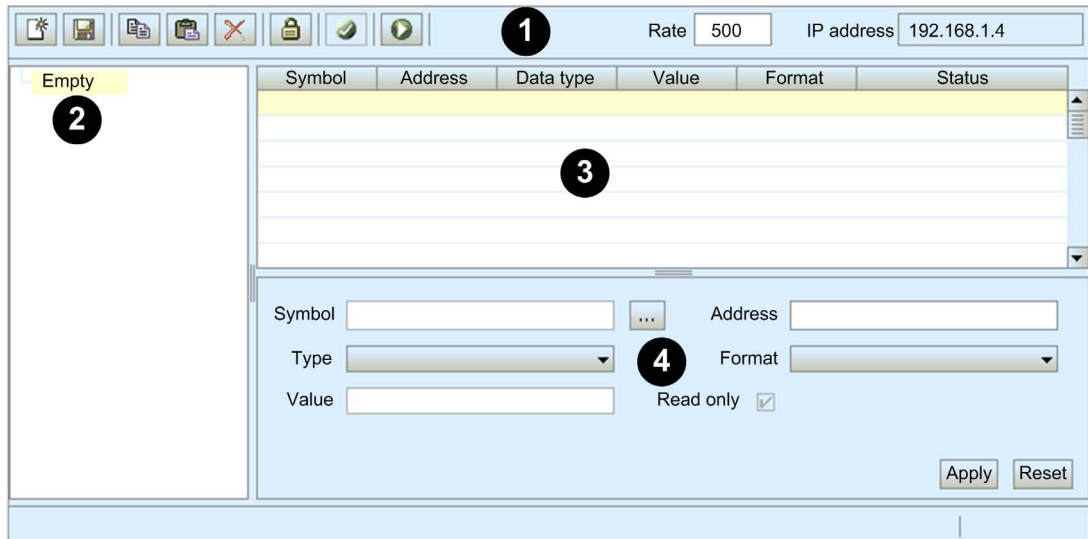 1 Rate 500 IP address 192.168.1.4
Empty
2
Symbol Address Data type Value Format Status
3
Symbol ... Address
Type 4 Format
Value Read only
Apply Reset